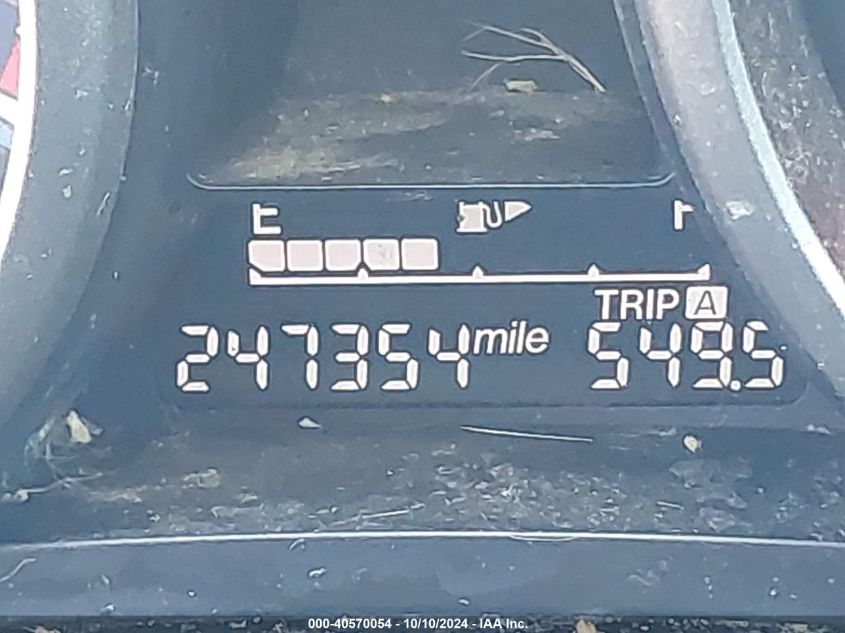 E F
TRIP A
247354 mile 549.5
000-40570054 - 10/10/2024 - IAA Inc.